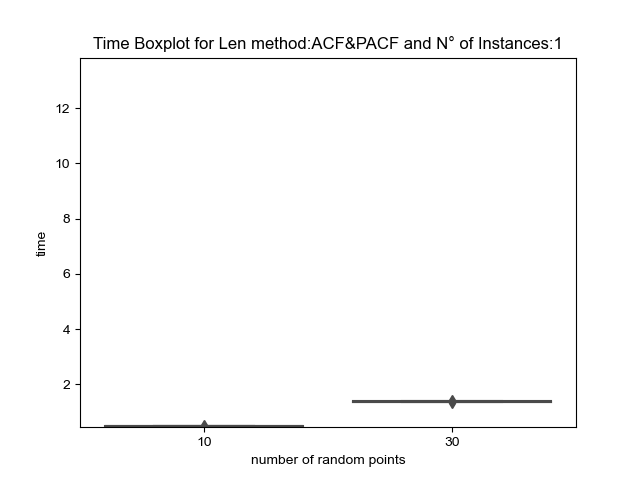 Time Boxplot for Len method:ACF&PACF and N° of Instances:1
12
10
8
6
4
2
time
10 30
number of random points